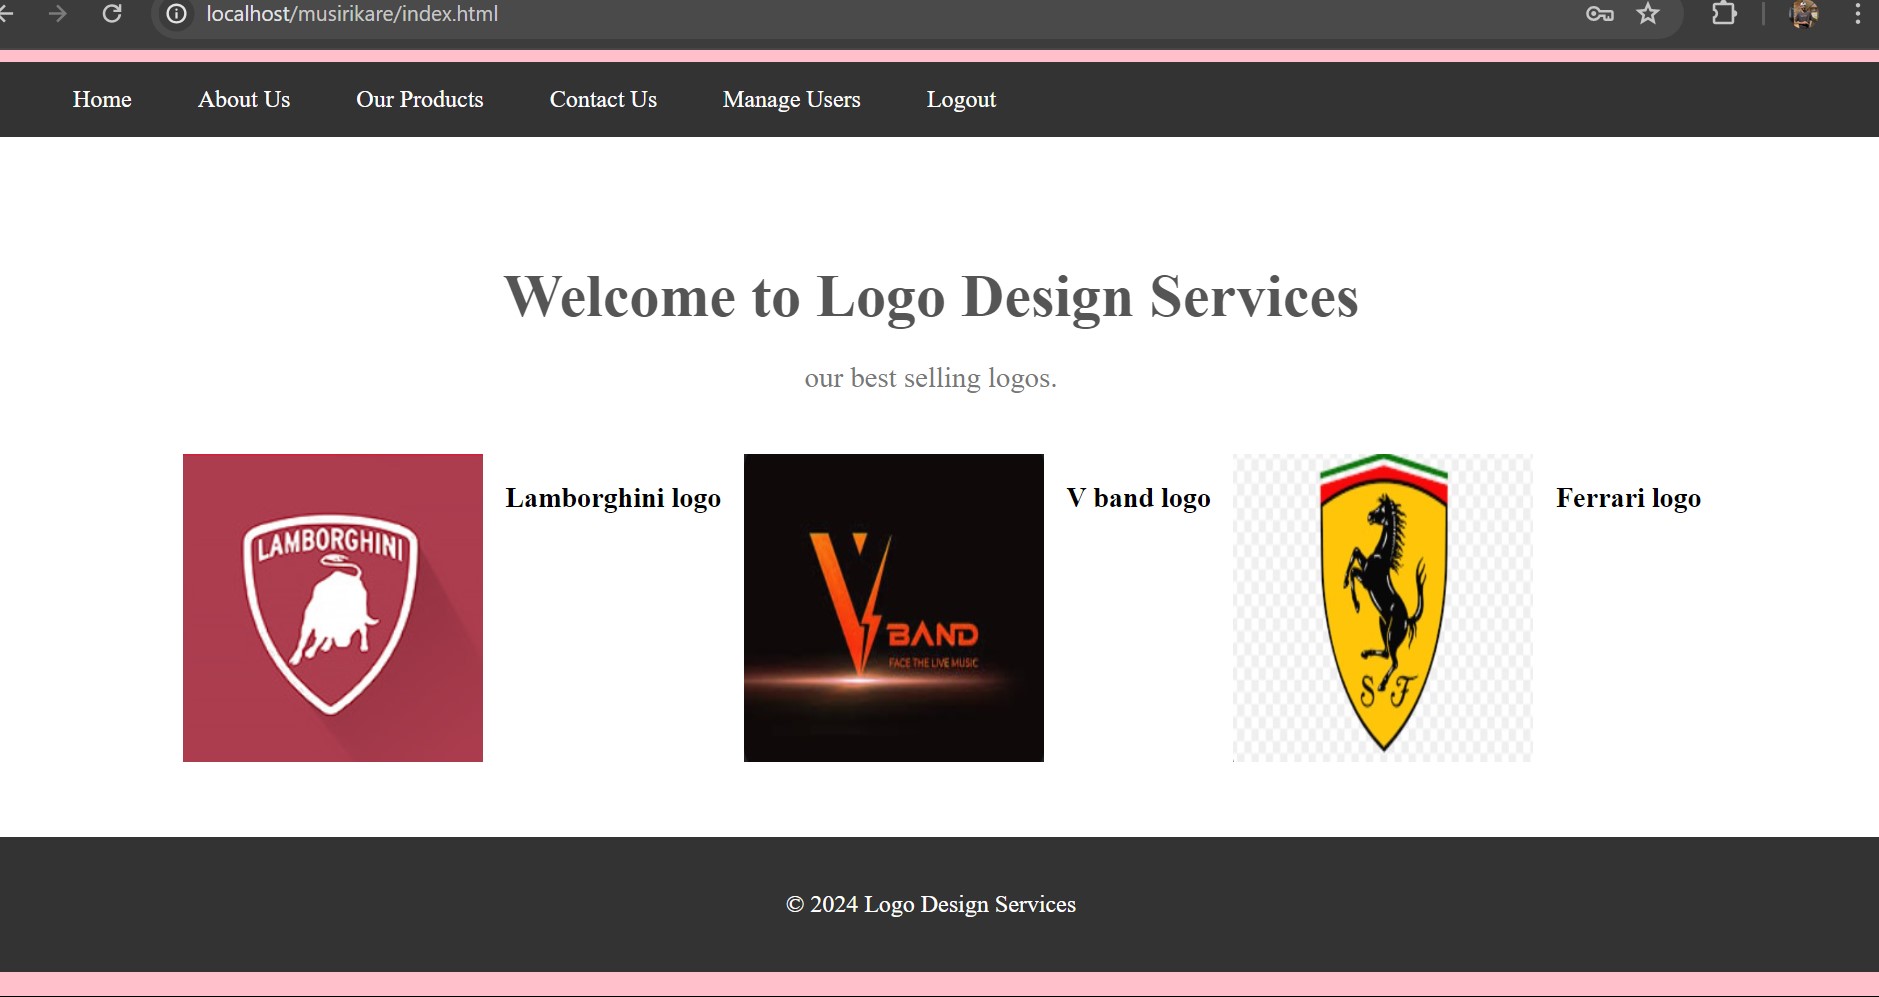 localhost/musirikare/index.html
Home About Us Our Products Contact Us Manage Users Logout
Welcome to Logo Design Services
our best selling logos.
LAMBORGHINI
Lamborghini logo
V BAND
FACE THE LIVE MUSIC
V band logo
S F
Ferrari logo
© 2024 Logo Design Services